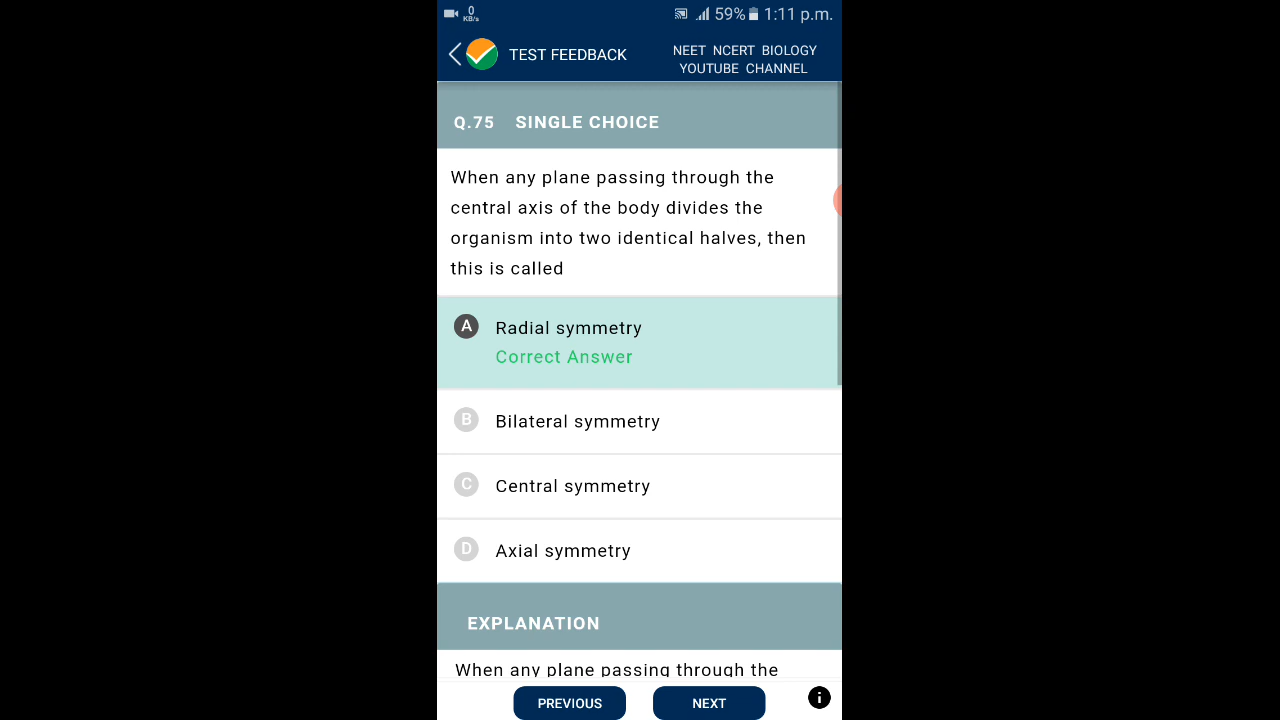 0
KB/s
59% 1:11 p.m.
TEST FEEDBACK
NEET NCERT BIOLOGY
YOUTUBE CHANNEL
Q.75 SINGLE CHOICE
When any plane passing through the
central axis of the body divides the
organism into two identical halves, then
this is called
A Radial symmetry
Correct Answer
B Bilateral symmetry
C Central symmetry
D Axial symmetry
EXPLANATION
When any plane passing through the
PREVIOUS NEXT i